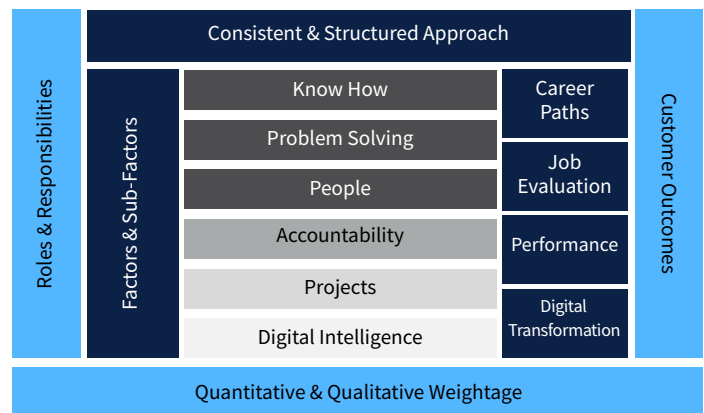 Consistent & Structured Approach
Roles & Responsibilities
Factors & Sub-Factors
Know How
Problem Solving
People
Accountability
Projects
Digital Intelligence
Career
Paths
Job
Evaluation
Performance
Digital
Transformation
Customer Outcomes
Quantitative & Qualitative Weightage